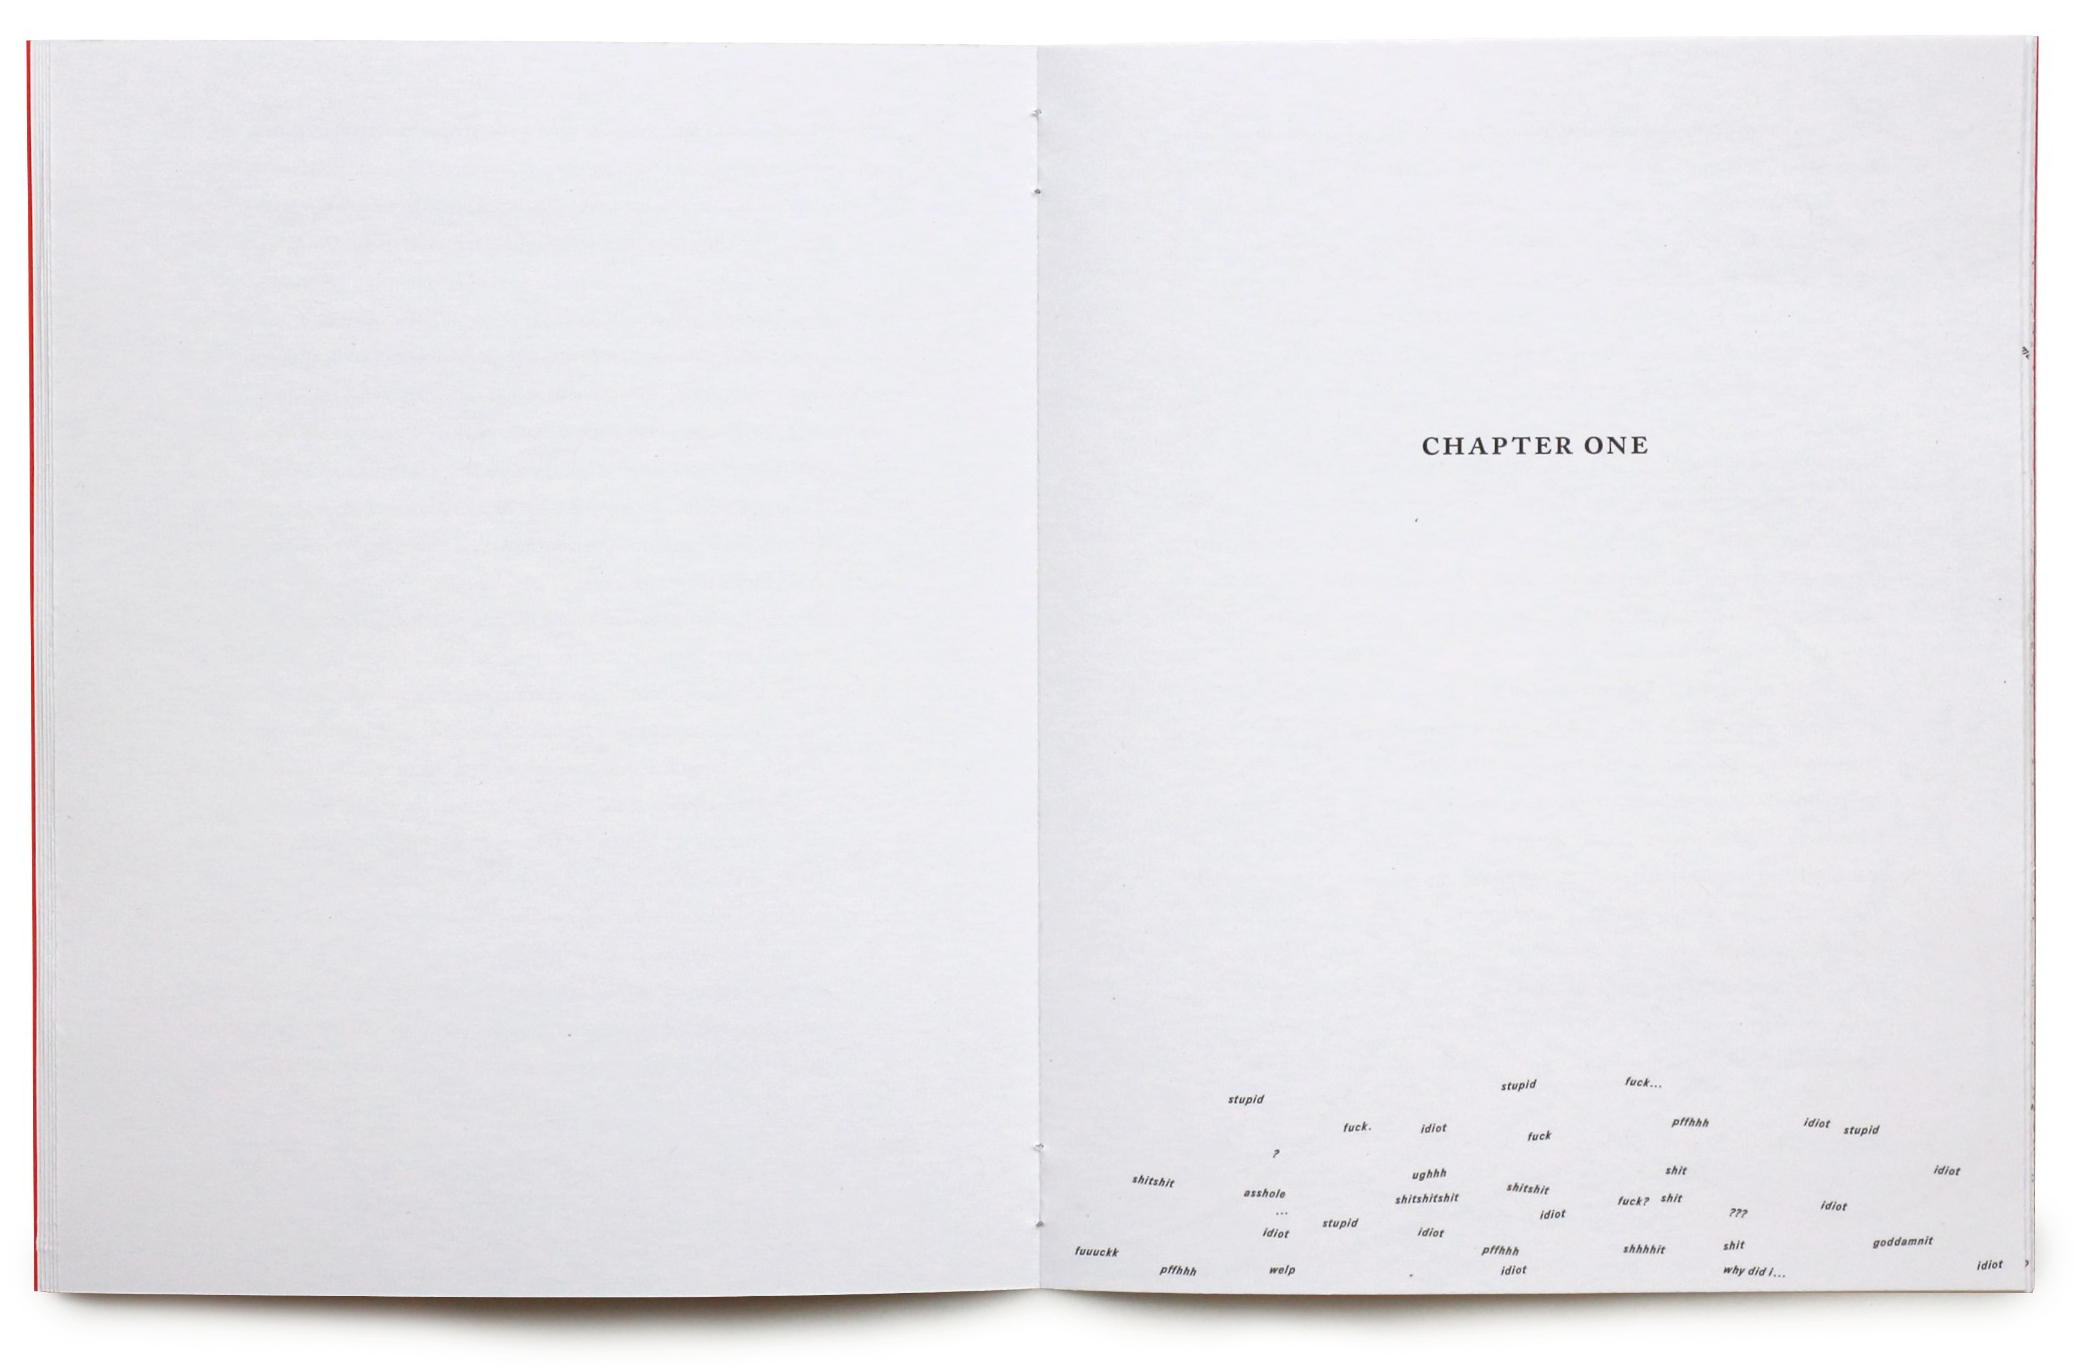 CHAPTER ONE
stupid fuck...
stupid
pffhhh idiot
fuck. idiot fuck stupid
?
shit idiot
shitshit ughhh
asshole shitshitshit shitshit fuck? shit
... idiot ??? idiot
idiot stupid idiot
fuuuckk pffhhh shhhhit shit goddamnit
pffhhh welp idiot why did i... idiot